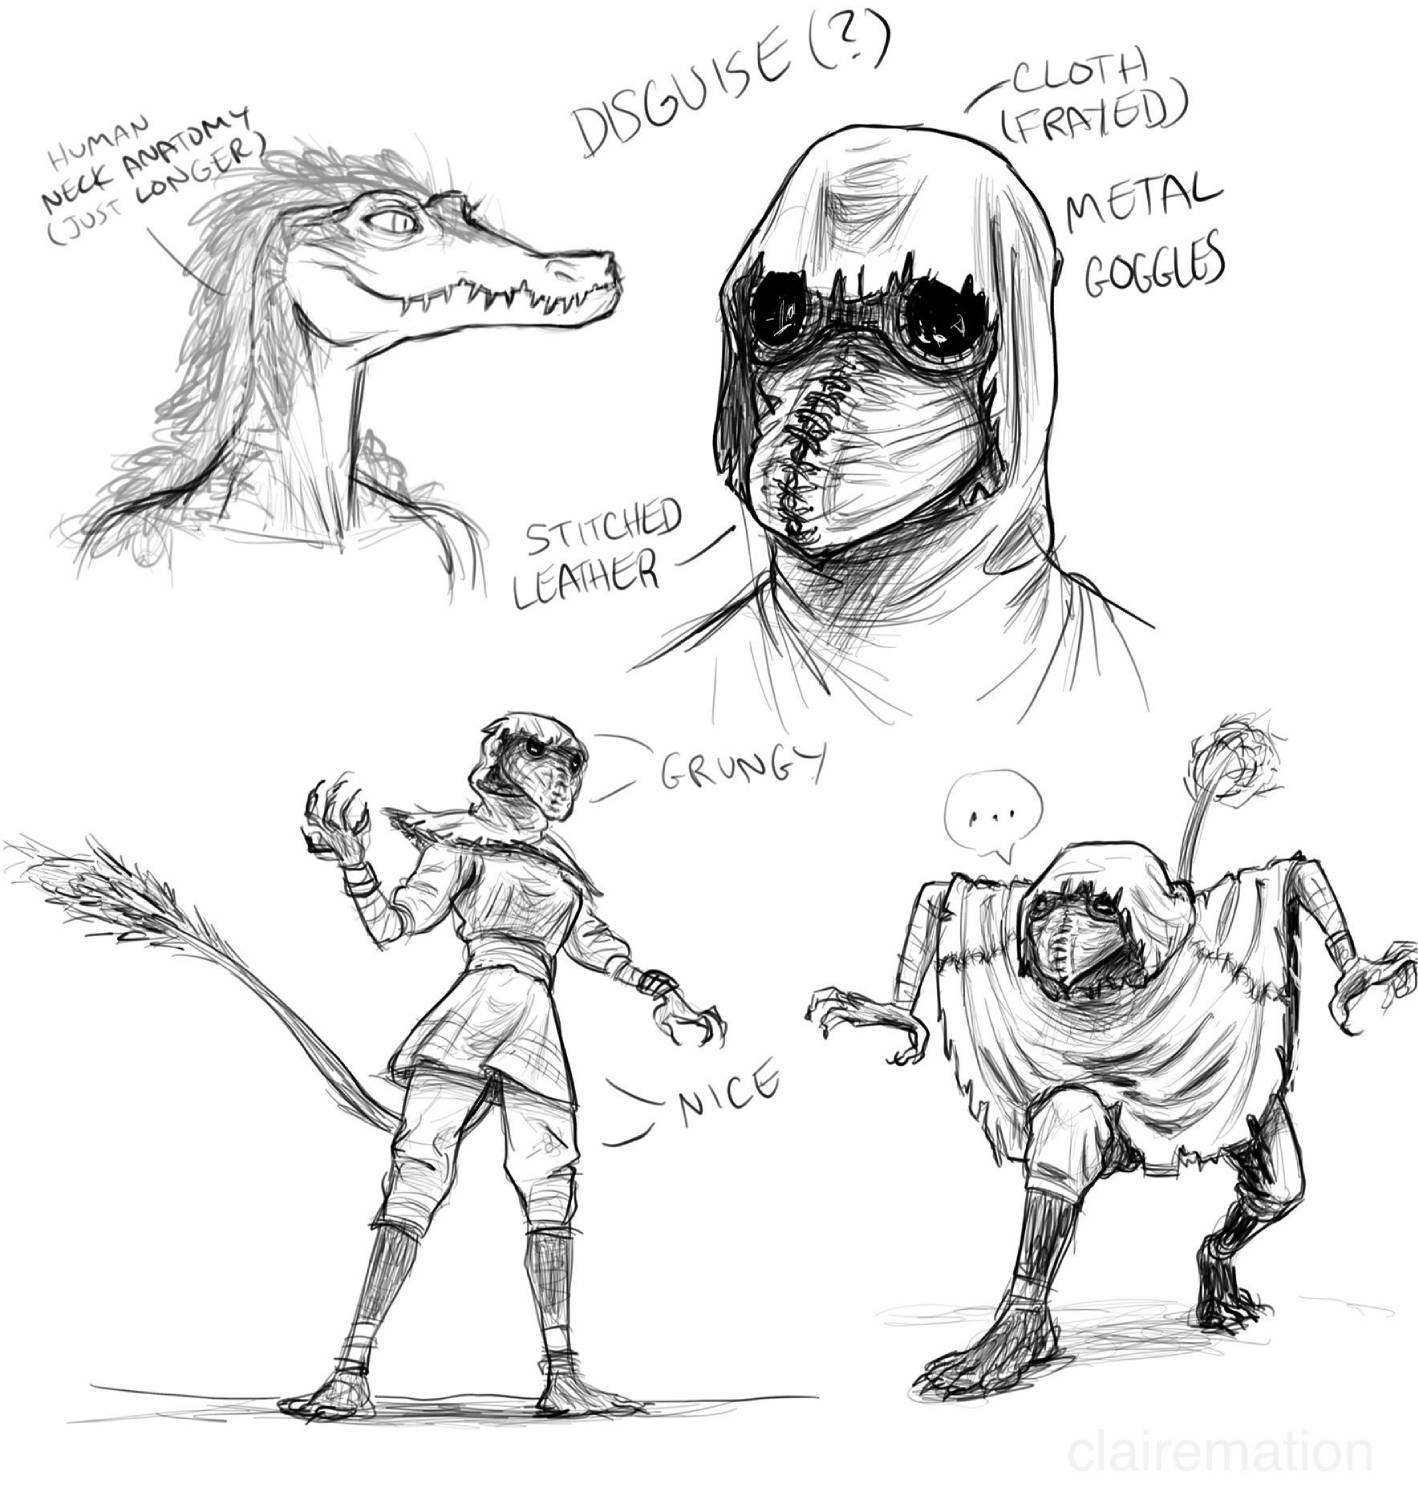 DISGUISE (?)
CLOTH
(FRAYED)
HUMAN
NECK ANATOMY
(JUST LONGER)
METAL
GOGGLES
STITCHED
LEATHER
GRUNGY
...
NICE
clairemation